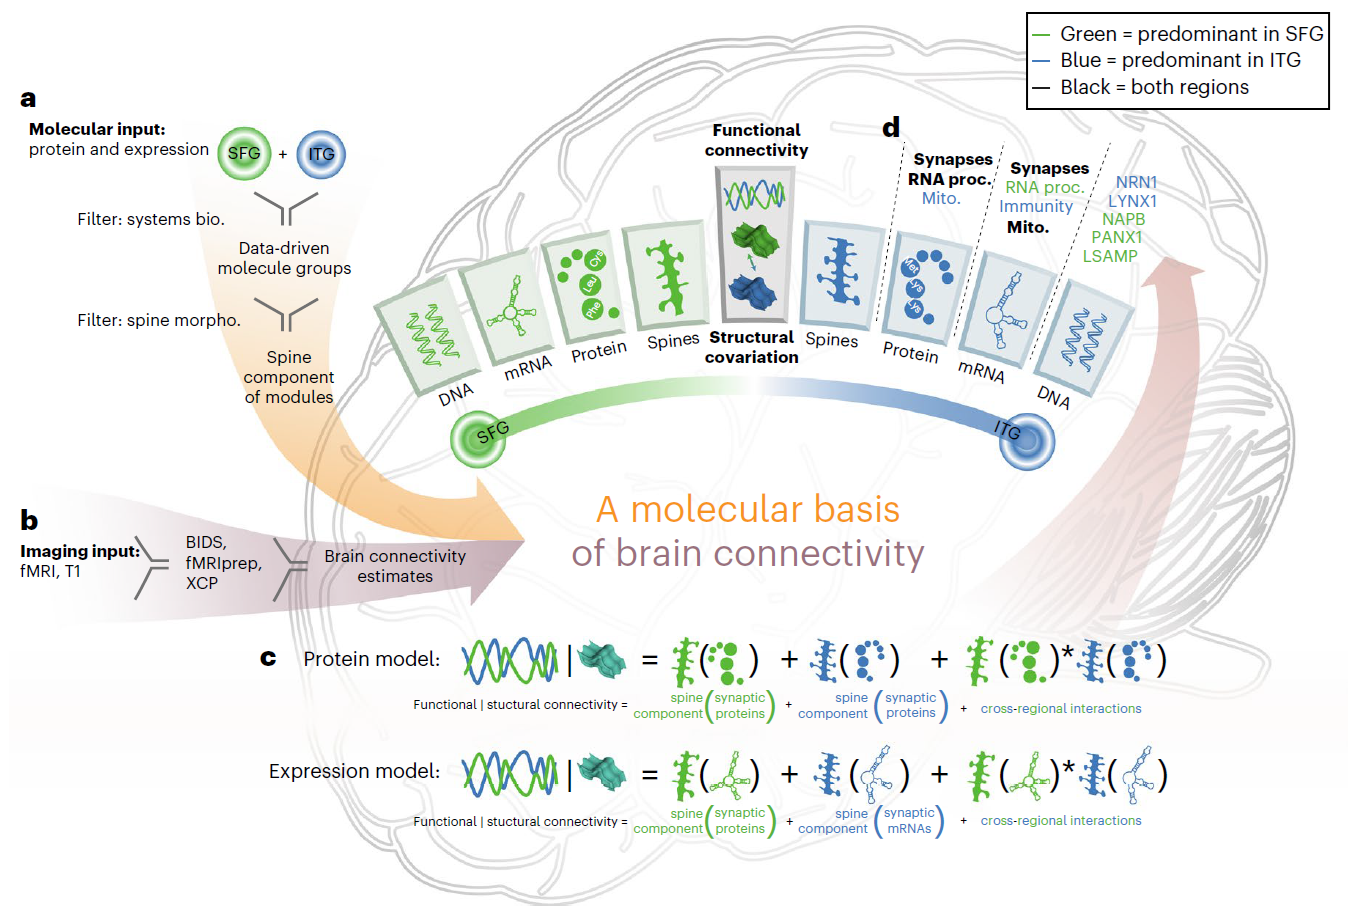 Green = predominant in SFG
Blue = predominant in ITG
Black = both regions
a
Molecular input:
protein and expression
SFG
+
ITG
Filter: systems bio.
Data-driven
molecule groups
Filter: spine morpho.
Spine
component
of modules
b
Imaging input:
fMRI, T1
BIDS,
fMRIprep,
XCP
Brain connectivity
estimates
Functional
connectivity
Structural
covariation
DNA
mRNA
Cys
Leu
Phe
Protein
Spines
Spines
Met
Lys
Lys
Protein
mRNA
DNA
SFG
ITG
d
Synapses
RNA proc.
Mito.
Synapses
RNA proc.
Immunity
Mito.
NRN1
LYNX1
NAPB
PANX1
LSAMP
A molecular basis
of brain connectivity
c
Protein model:
| = ( ) + ( ) + ( )*( )
Functional | stuctural connectivity =
spine
component
(synaptic
proteins)
+
spine
component
(synaptic
proteins)
+
cross-regional interactions
Expression model:
| = ( ) + ( ) + ( )*( )
Functional | stuctural connectivity =
spine
component
(synaptic
proteins)
+
spine
component
(synaptic
mRNAs)
+
cross-regional interactions